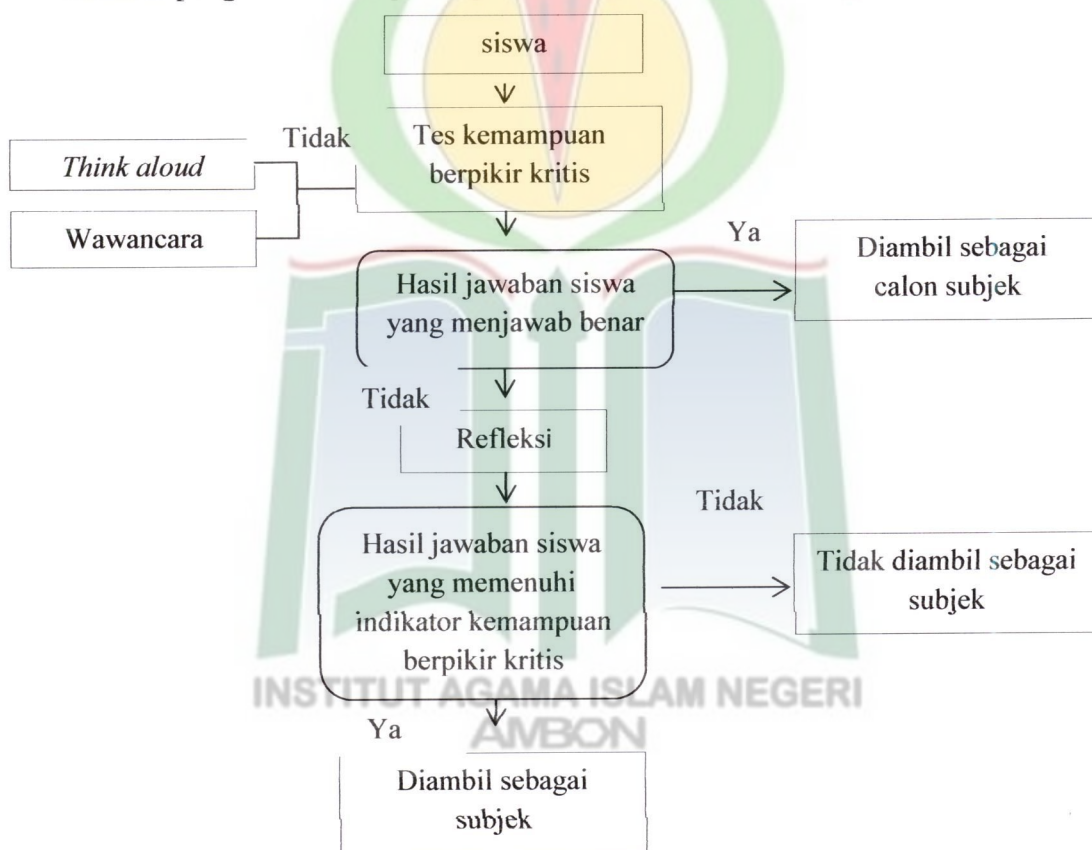 siswa
Tidak
Tes kemampuan
berpikir kritis
Think aloud
Wawancara
Ya
Hasil jawaban siswa
yang menjawab benar
Diambil sebagai
calon subjek
Tidak
Refleksi
Tidak
Hasil jawaban siswa
yang memenuhi
indikator kemampuan
berpikir kritis
Tidak diambil sebagai
subjek
INSTITUT AGAMA ISLAM NEGERI
AMBON
Ya
Diambil sebagai
subjek